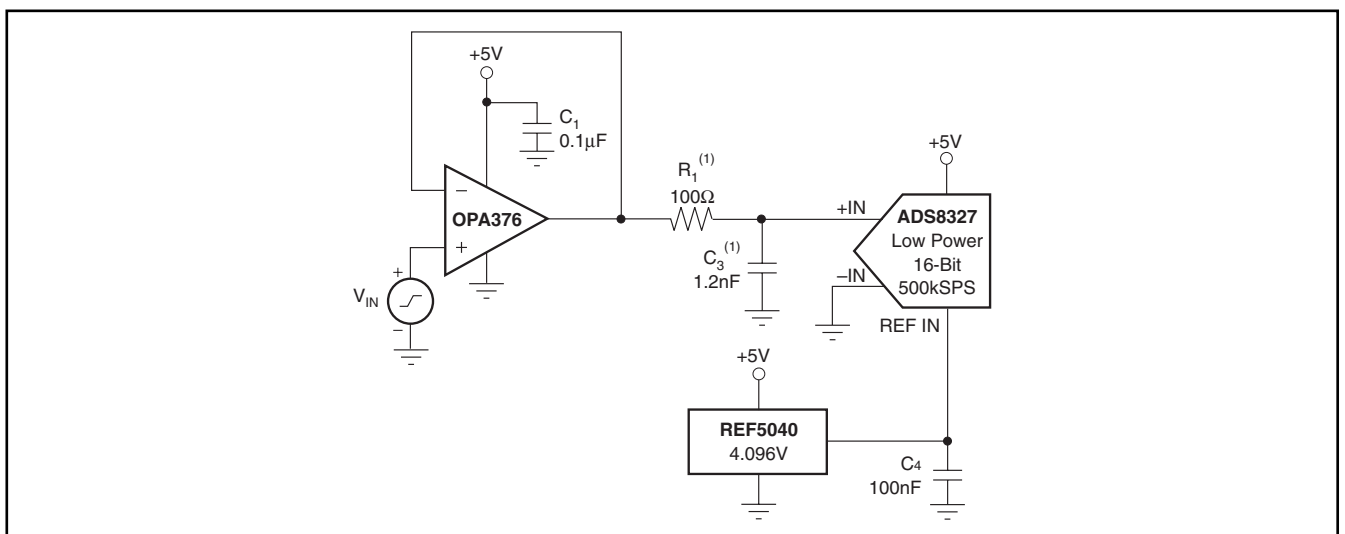 +5V
C1
0.1μF
−
OPA376
+
+
VIN
−
R1(1)
100Ω
C3(1)
1.2nF
+5V
+IN
ADS8327
Low Power
16-Bit
500kSPS
−IN
REF IN
+5V
REF5040
4.096V
C4
100nF